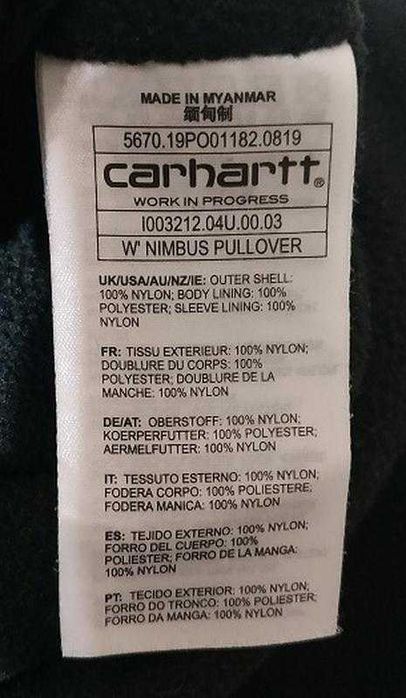 MADE IN MYANMAR
缅甸制
5670.19PO01182.0819
carhartt®
WORK IN PROGRESS
I003212.04U.00.03
W' NIMBUS PULLOVER
UK/USA/AU/NZ/IE: OUTER SHELL:
100% NYLON; BODY LINING: 100%
POLYESTER; SLEEVE LINING: 100%
NYLON
FR: TISSU EXTERIEUR: 100% NYLON;
DOUBLURE DU CORPS: 100%
POLYESTER; DOUBLURE DE LA
MANCHE: 100% NYLON
DE/AT: OBERSTOFF: 100% NYLON;
KOERPERFUTTER: 100% POLYESTER;
AERMELFUTTER: 100% NYLON
IT: TESSUTO ESTERNO: 100% NYLON;
FODERA CORPO: 100% POLIESTERE;
FODERA MANICA: 100% NYLON
ES: TEJIDO EXTERNO: 100% NYLON;
FORRO DEL CUERPO: 100%
POLIESTER; FORRO DE LA MANGA:
100% NYLON
PT: TECIDO EXTERIOR: 100% NYLON;
FORRO DO TRONCO: 100% POLIESTER;
FORRO DA MANGA: 100% NYLON